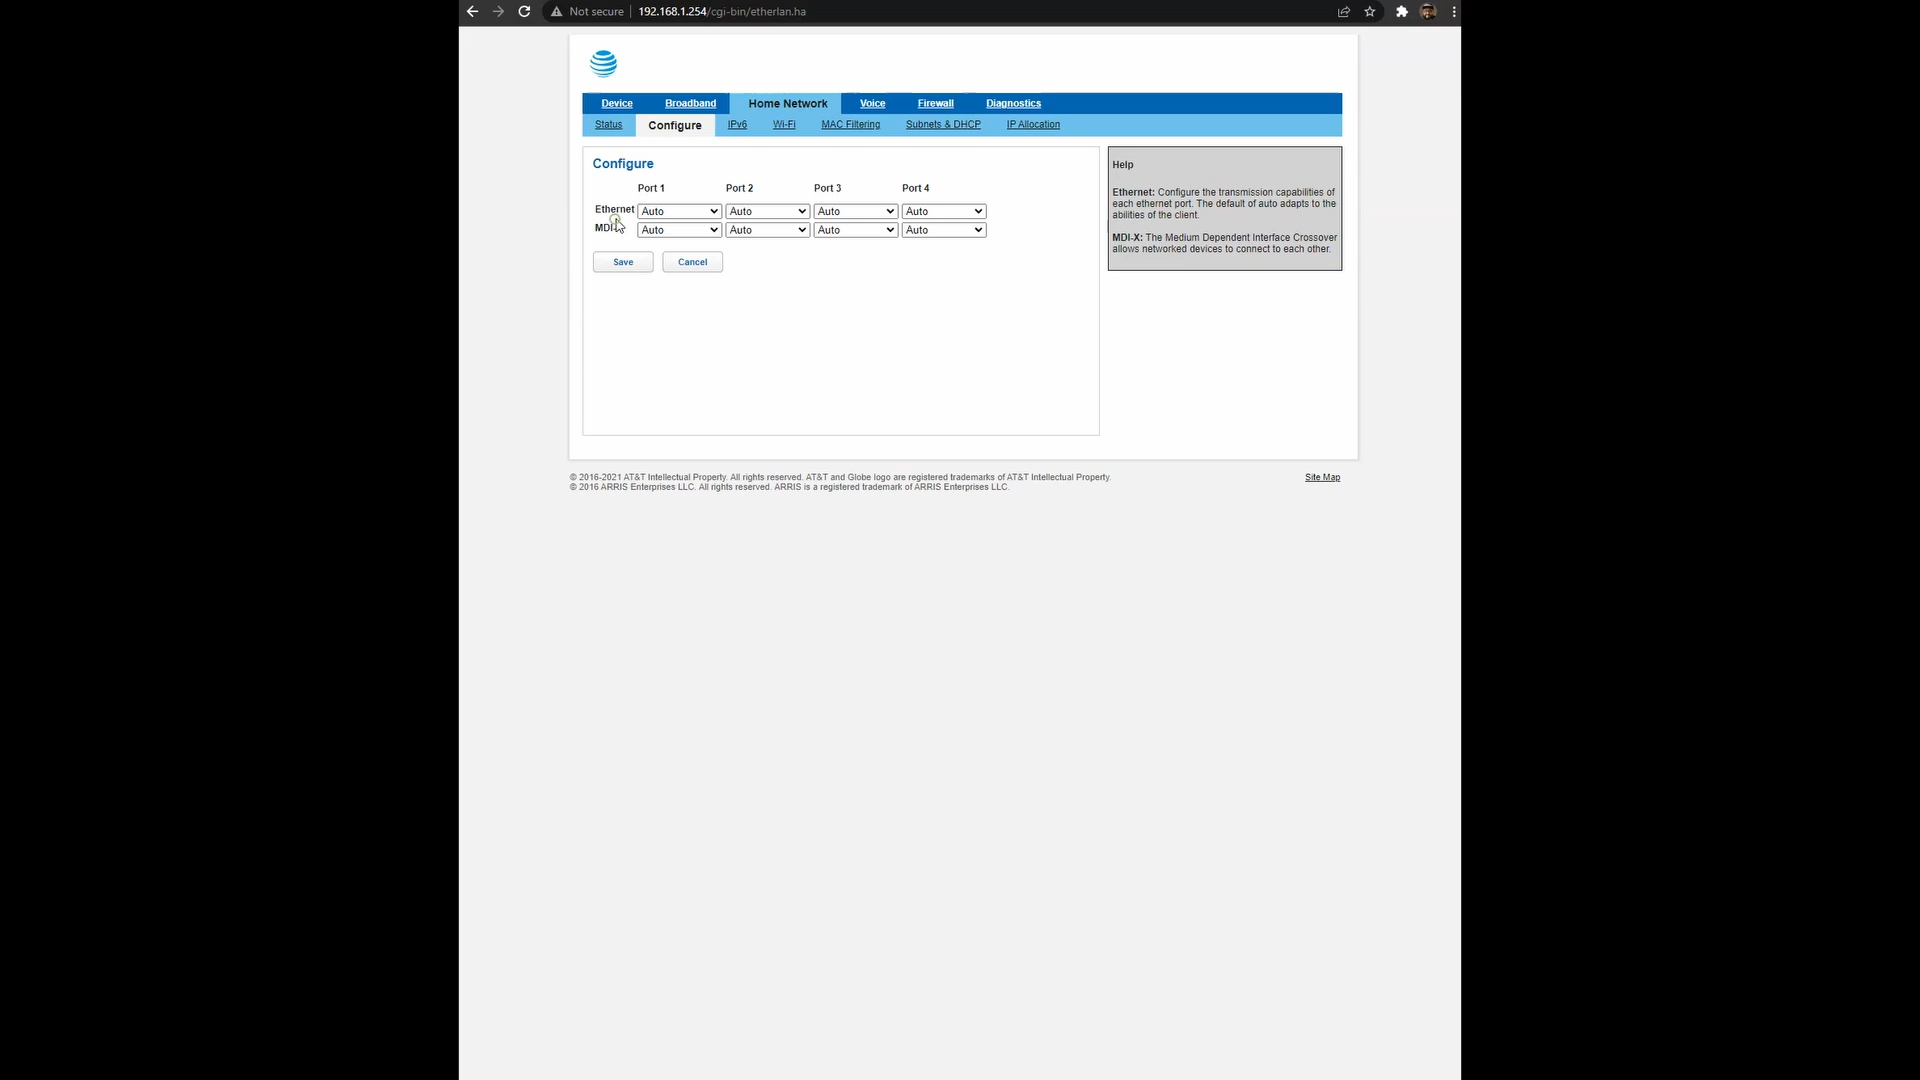 Not secure 192.168.1.254/cgi-bin/etherlan.ha
Device Broadband Home Network Voice Firewall Diagnostics
Status Configure IPv6 Wi-Fi MAC Filtering Subnets & DHCP IP Allocation
Configure
Port 1 Port 2 Port 3 Port 4
Ethernet Auto Auto Auto Auto
Auto Auto Auto Auto
Save Cancel
Help
Ethernet: Configure the transmission capabilities of
each ethernet port. The default of auto adapts to the
abilities of the client.
MDI-X: The Medium Dependent Interface Crossover
allows networked devices to connect to each other.
© 2016-2021 AT&T Intellectual Property. All rights reserved. AT&T and Globe logo are registered trademarks of AT&T Intellectual Property.
© 2016 ARRIS Enterprises LLC. All rights reserved. ARRIS is a registered trademark of ARRIS Enterprises LLC.
Site Map